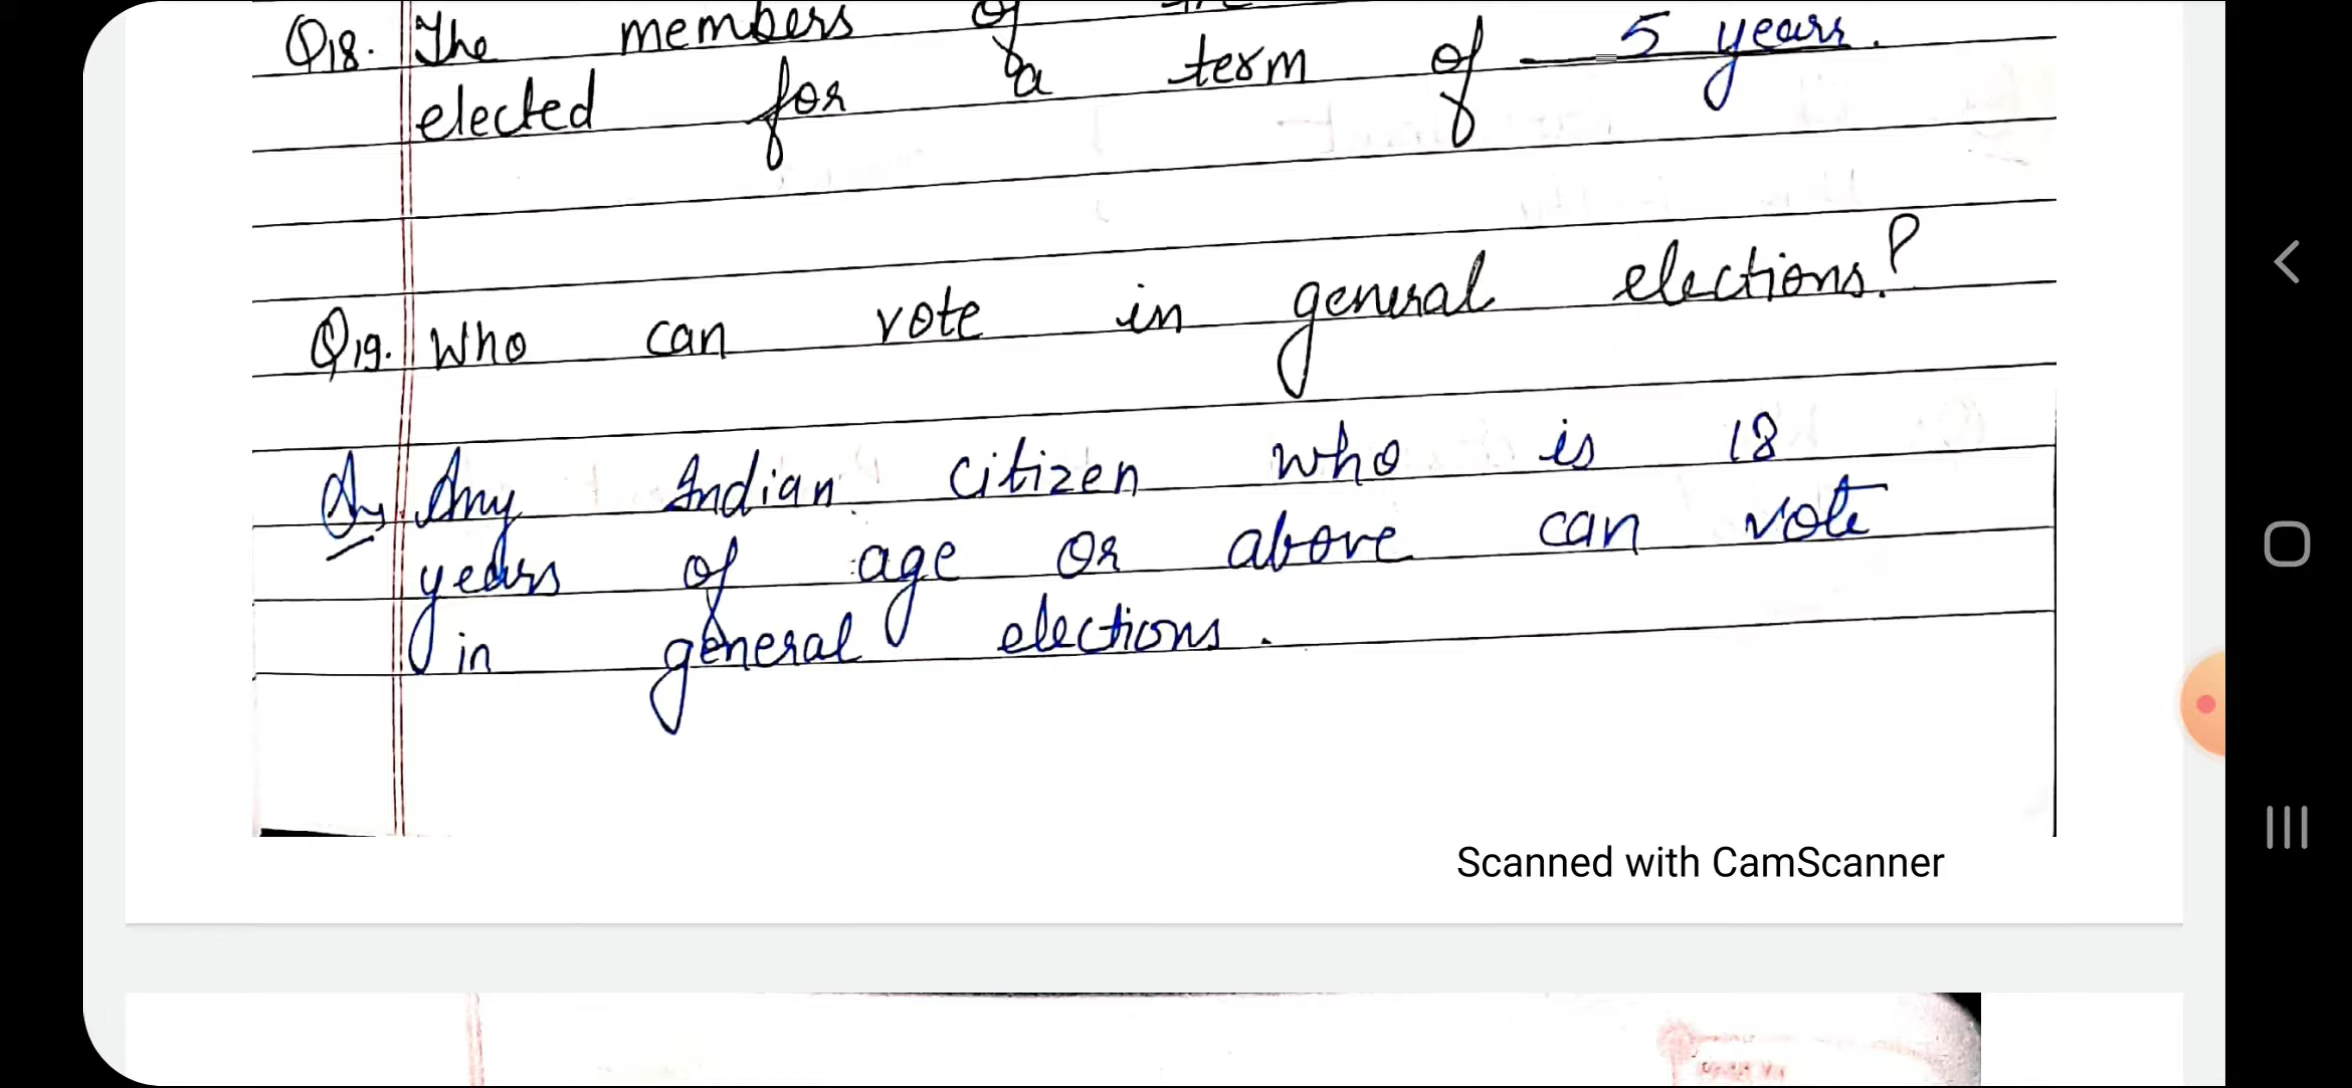 Q18. The members of
elected for a term of 5 years.
Q19. Who can vote in general elections?
Any Indian citizen who is 18
years of age or above can vote
in general elections.
Scanned with CamScanner